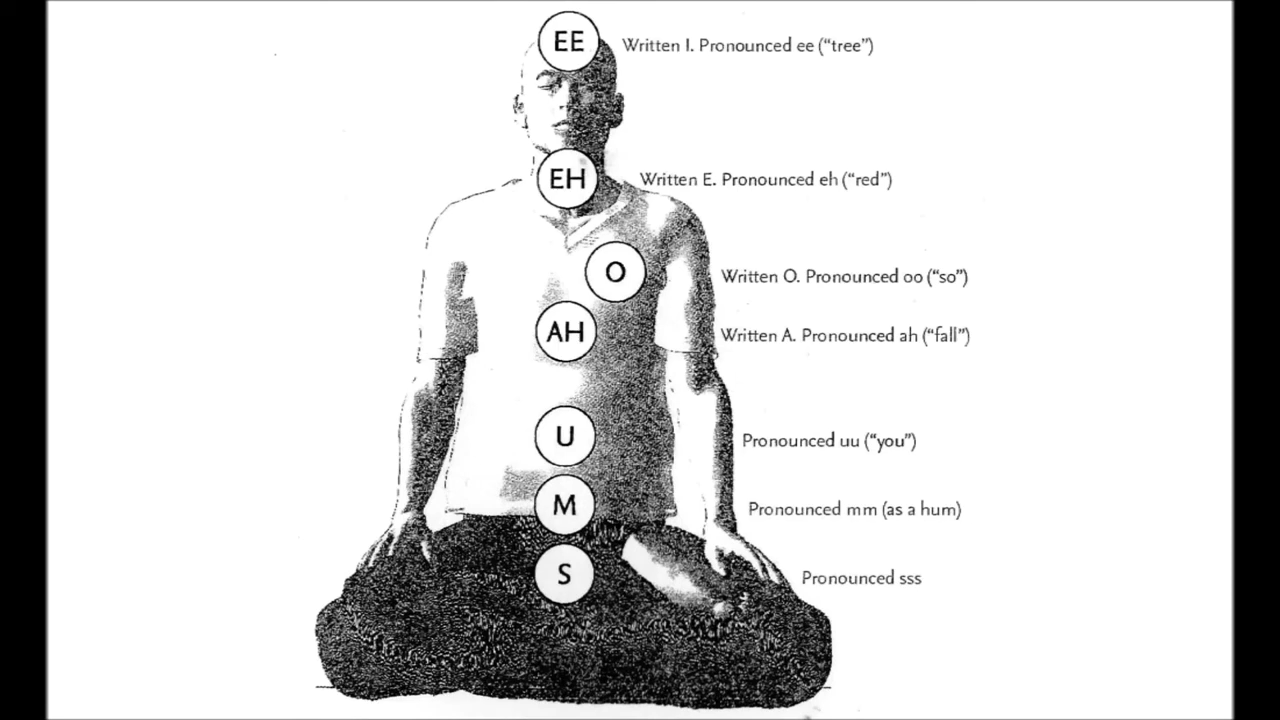 EE Written I. Pronounced ee (“tree”)
EH Written E. Pronounced eh (“red”)
O Written O. Pronounced oo (“so”)
AH Written A. Pronounced ah (“fall”)
U Pronounced uu (“you”)
M Pronounced mm (as a hum)
S Pronounced sss